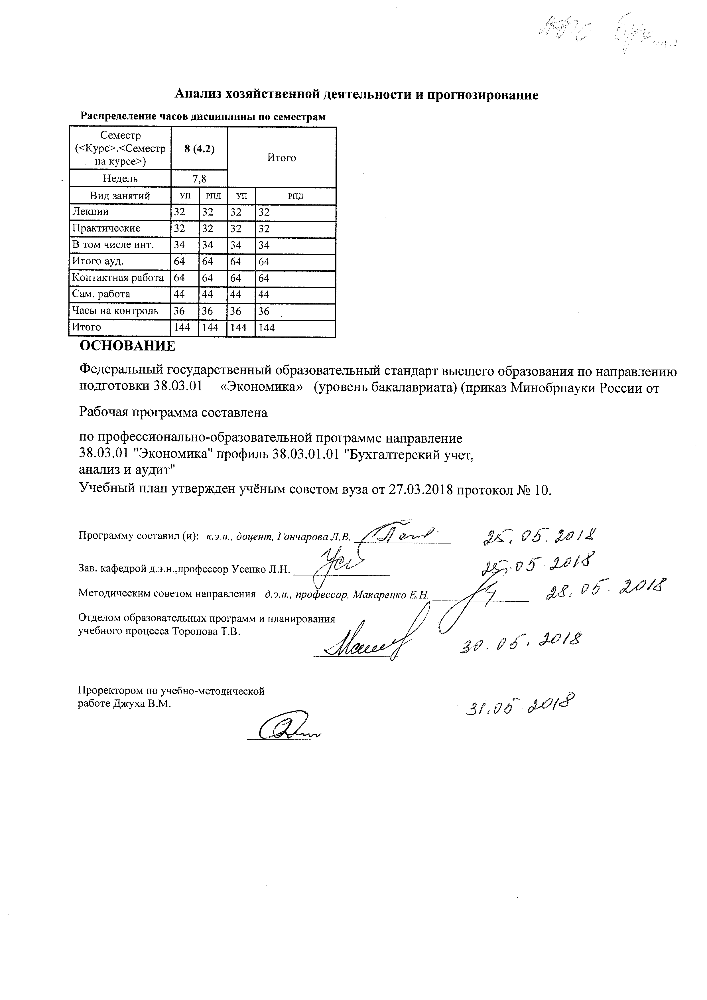 стр. 2
Анализ хозяйственной деятельности и прогнозирование
Распределение часов дисциплины по семестрам
Семестр
(<Курс>.<Семестр
на курсе>)
8 (4.2)
Итого
Недель
7,8
Вид занятий УП РПД УП РПД
Лекции 32 32 32 32
Практические 32 32 32 32
В том числе инт. 34 34 34 34
Итого ауд. 64 64 64 64
Контактная работа 64 64 64 64
Сам. работа 44 44 44 44
Часы на контроль 36 36 36 36
Итого 144 144 144 144
ОСНОВАНИЕ
Федеральный государственный образовательный стандарт высшего образования по направлению
подготовки 38.03.01 «Экономика» (уровень бакалавриата) (приказ Минобрнауки России от
Рабочая программа составлена
по профессионально-образовательной программе направление
38.03.01 "Экономика" профиль 38.03.01.01 "Бухгалтерский учет,
анализ и аудит"
Учебный план утвержден учёным советом вуза от 27.03.2018 протокол № 10.
Программу составил (и): к.э.н., доцент, Гончарова Л.В. 25.05.2018
Зав. кафедрой д.э.н.,профессор Усенко Л.Н. 25.05.2018
Методическим советом направления д.э.н., профессор, Макаренко Е.Н. 28.05.2018
Отделом образовательных программ и планирования
учебного процесса Торопова Т.В.
30.05.2018
Проректором по учебно-методической
работе Джуха В.М.
31.05.2018